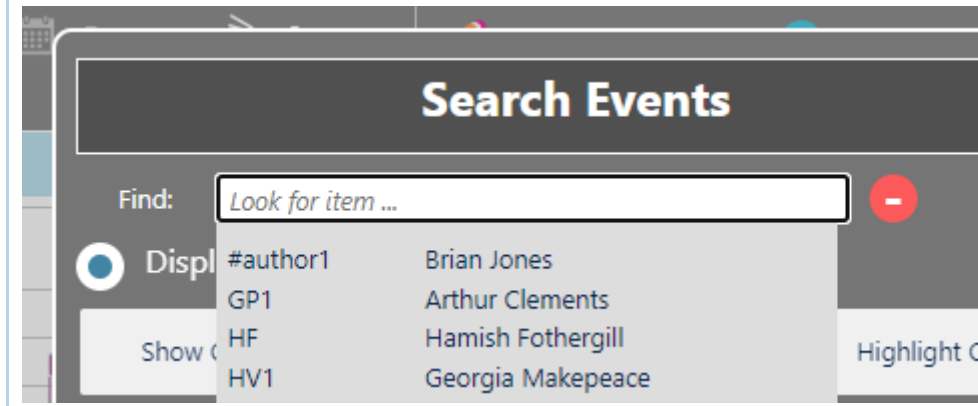 Search Events
Find: Look for item ... -
Displ
#author1 Brian Jones
GP1 Arthur Clements
Show HF Hamish Fothergill Highlight
HV1 Georgia Makepeace